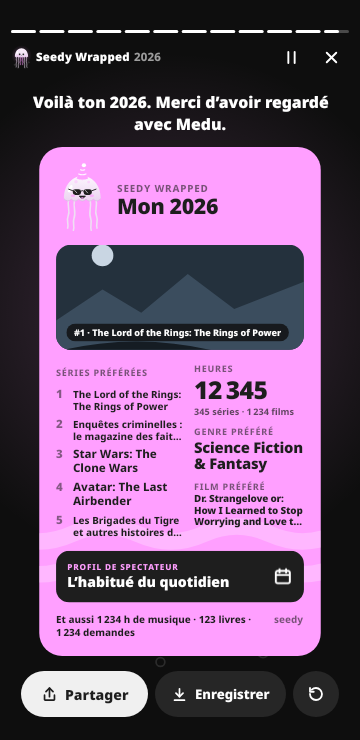 Seedy Wrapped 2026
Voilà ton 2026. Merci d’avoir regardé
avec Medu.
SEEDY WRAPPED
Mon 2026
#1 · The Lord of the Rings: The Rings of Power
SÉRIES PRÉFÉRÉES
1 The Lord of the Rings:
The Rings of Power
2 Enquêtes criminelles :
le magazine des fait…
3 Star Wars: The
Clone Wars
4 Avatar: The Last
Airbender
5 Les Brigades du Tigre
et autres histoires d…
HEURES
12 345
345 séries · 1 234 films
GENRE PRÉFÉRÉ
Science Fiction
& Fantasy
FILM PRÉFÉRÉ
Dr. Strangelove or:
How I Learned to Stop
Worrying and Love t…
PROFIL DE SPECTATEUR
L’habitué du quotidien
Et aussi 1 234 h de musique · 123 livres ·
1 234 demandes
seedy
Partager
Enregistrer